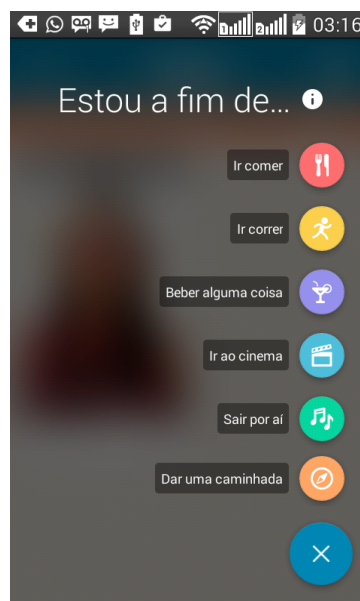 03:16
Estou a fim de...
Ir comer
Ir correr
Beber alguma coisa
Ir ao cinema
Sair por aí
Dar uma caminhada